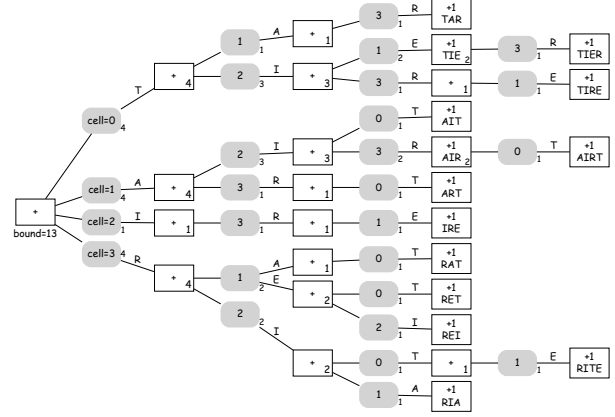 3 1 R +1 TAR
1 1 A + 1
1 2 E +1 TIE 2 3 1 R +1 TIER
T + 4 2 3 I + 3
3 1 R + 1 1 1 E +1 TIRE
cell=0 4
0 1 T +1 AIT
2 3 I + 3 3 2 R +1 AIR 2 0 1 T +1 AIRT
cell=1 4 A + 4 3 1 R + 1 0 1 T +1 ART
+
bound=13
cell=2 1 I + 1 3 1 R + 1 1 1 E +1 IRE
cell=3 4 R
+ 4 1 2 A + 1 0 1 T +1 RAT
E + 2 0 1 T +1 RET
2 1 I +1 REI
2 2 I
+ 2 0 1 T + 1 1 1 E +1 RITE
1 1 A +1 RIA